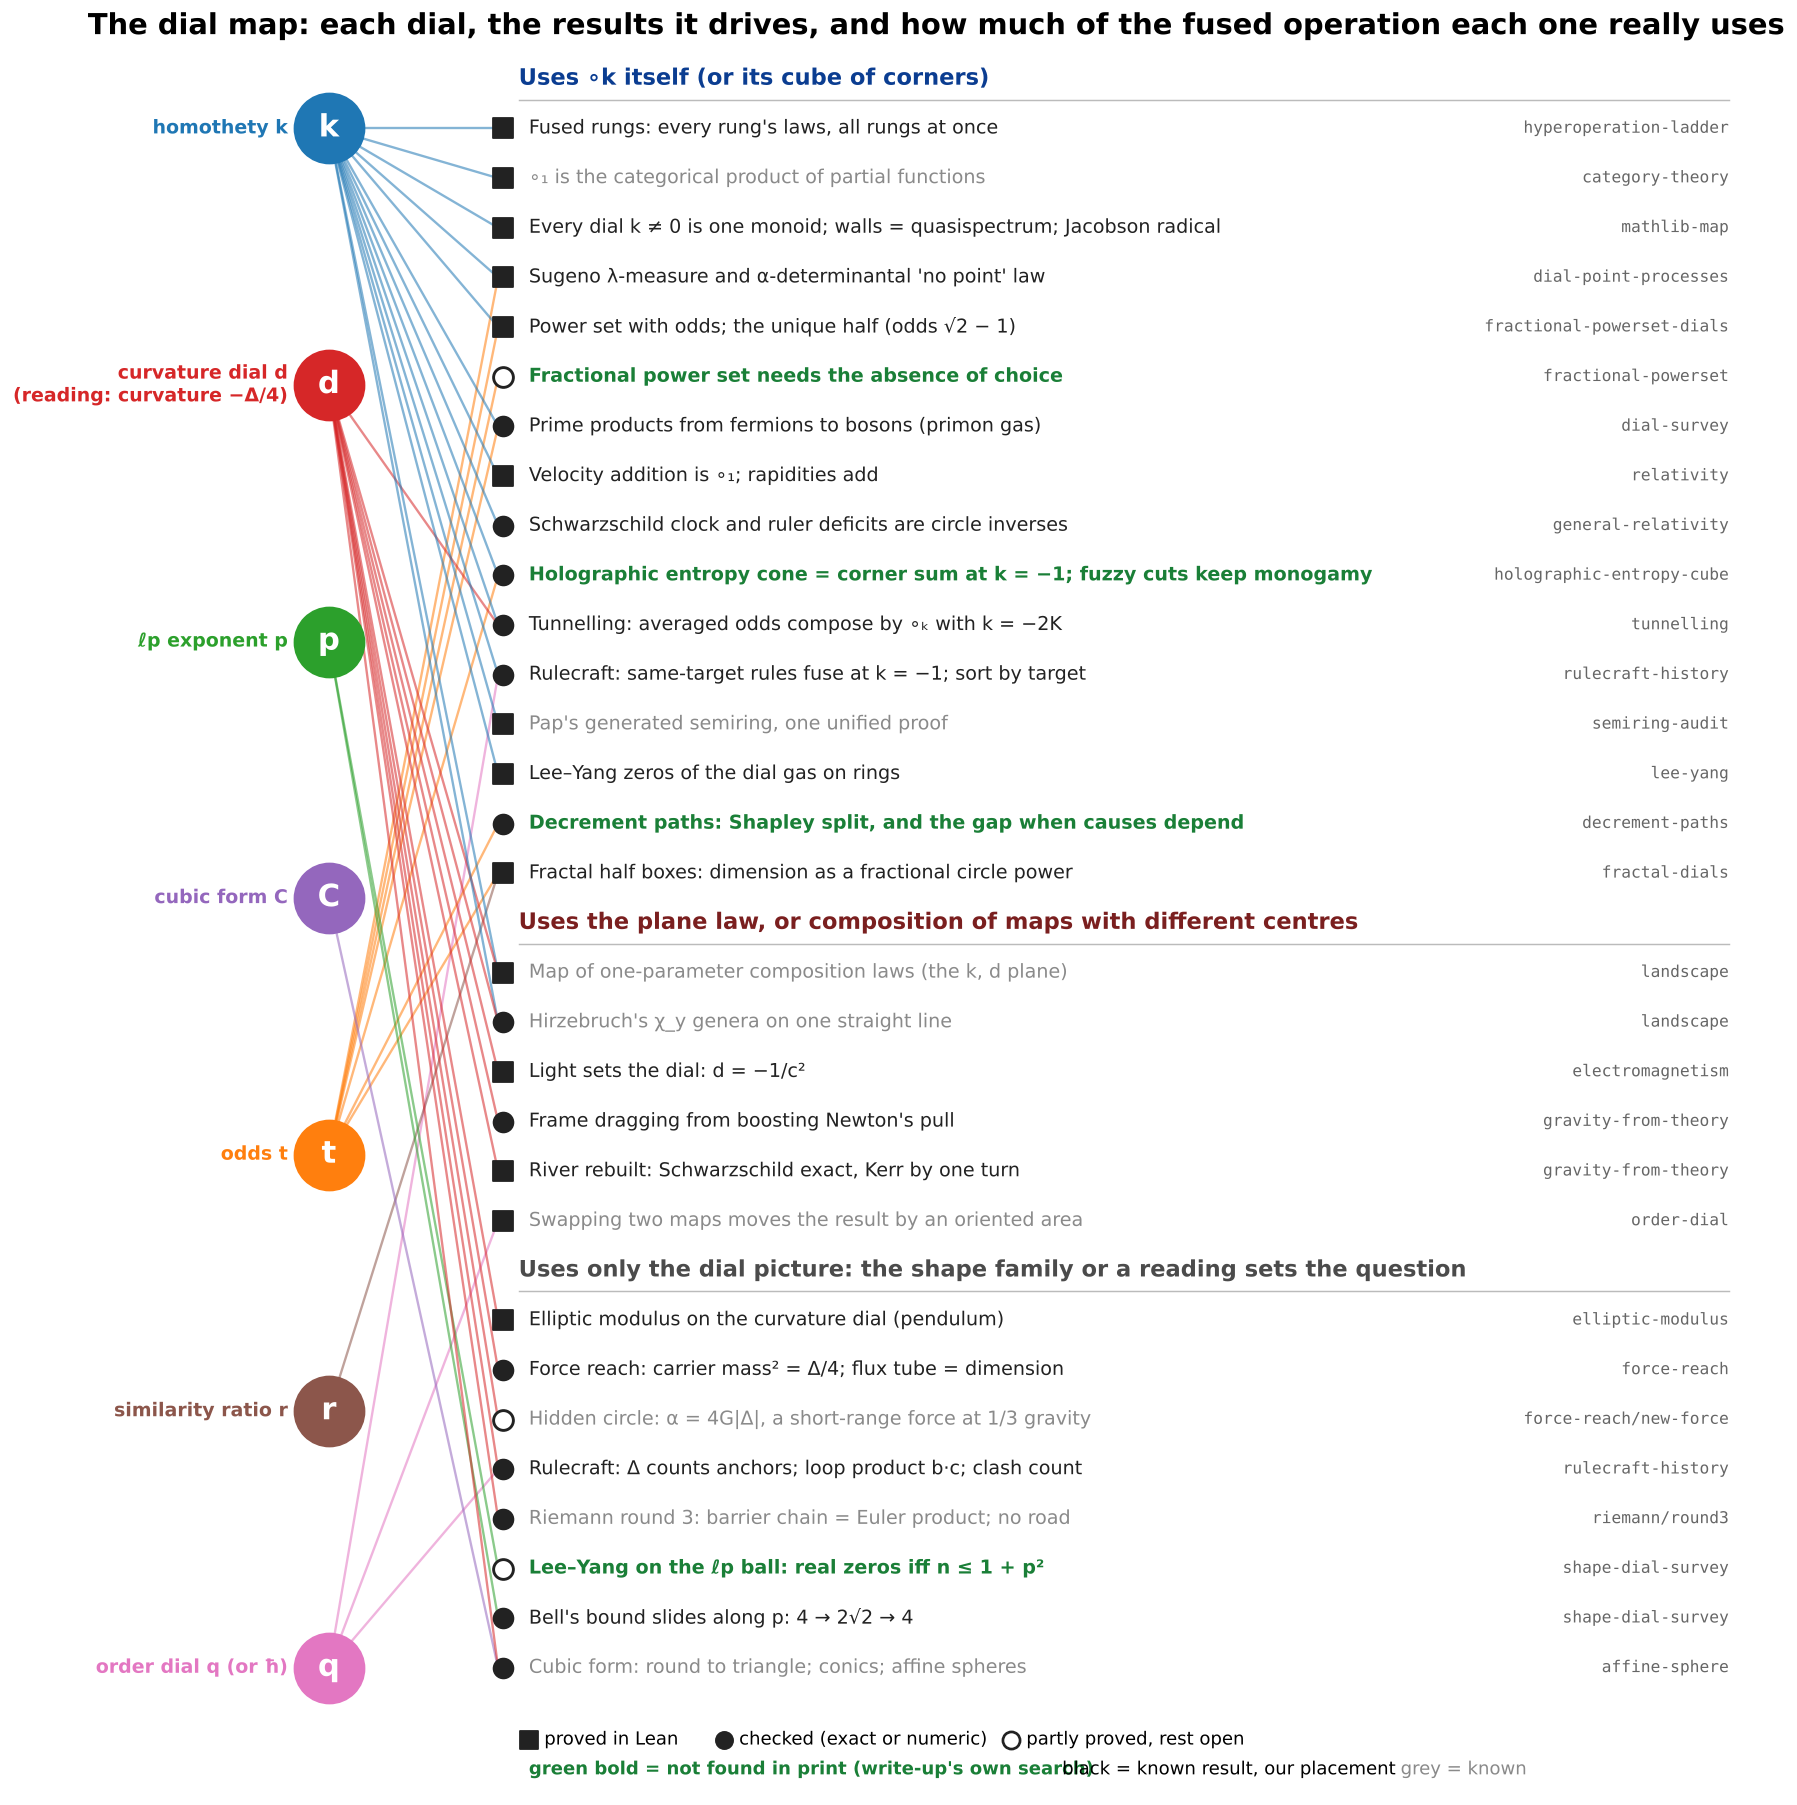 The dial map: each dial, the results it drives, and how much of the fused operation each one really uses
Uses ∘k itself (or its cube of corners)
homothety k
k
Fused rungs: every rung's laws, all rungs at once
hyperoperation-ladder
∘₁ is the categorical product of partial functions
category-theory
Every dial k ≠ 0 is one monoid; walls = quasispectrum; Jacobson radical
mathlib-map
Sugeno λ-measure and α-determinantal 'no point' law
dial-point-processes
Power set with odds; the unique half (odds √2 − 1)
fractional-powerset-dials
curvature dial d
(reading: curvature −Δ/4)
d
Fractional power set needs the absence of choice
fractional-powerset
Prime products from fermions to bosons (primon gas)
dial-survey
Velocity addition is ∘₁; rapidities add
relativity
Schwarzschild clock and ruler deficits are circle inverses
general-relativity
Holographic entropy cone = corner sum at k = −1; fuzzy cuts keep monogamy
holographic-entropy-cube
ℓp exponent p
p
Tunnelling: averaged odds compose by ∘ₖ with k = −2K
tunnelling
Rulecraft: same-target rules fuse at k = −1; sort by target
rulecraft-history
Pap's generated semiring, one unified proof
semiring-audit
Lee–Yang zeros of the dial gas on rings
lee-yang
Decrement paths: Shapley split, and the gap when causes depend
decrement-paths
Fractal half boxes: dimension as a fractional circle power
fractal-dials
cubic form C
C
Uses the plane law, or composition of maps with different centres
Map of one-parameter composition laws (the k, d plane)
landscape
Hirzebruch's χ_y genera on one straight line
landscape
Light sets the dial: d = −1/c²
electromagnetism
Frame dragging from boosting Newton's pull
gravity-from-theory
odds t
t
River rebuilt: Schwarzschild exact, Kerr by one turn
gravity-from-theory
Swapping two maps moves the result by an oriented area
order-dial
Uses only the dial picture: the shape family or a reading sets the question
Elliptic modulus on the curvature dial (pendulum)
elliptic-modulus
Force reach: carrier mass² = Δ/4; flux tube = dimension
force-reach
similarity ratio r
r
Hidden circle: α = 4G|Δ|, a short-range force at 1/3 gravity
force-reach/new-force
Rulecraft: Δ counts anchors; loop product b·c; clash count
rulecraft-history
Riemann round 3: barrier chain = Euler product; no road
riemann/round3
Lee–Yang on the ℓp ball: real zeros iff n ≤ 1 + p²
shape-dial-survey
Bell's bound slides along p: 4 → 2√2 → 4
shape-dial-survey
order dial q (or ħ)
q
Cubic form: round to triangle; conics; affine spheres
affine-sphere
proved in Lean
checked (exact or numeric)
partly proved, rest open
green bold = not found in print (write-up's own search)
black = known result, our placement
grey = known